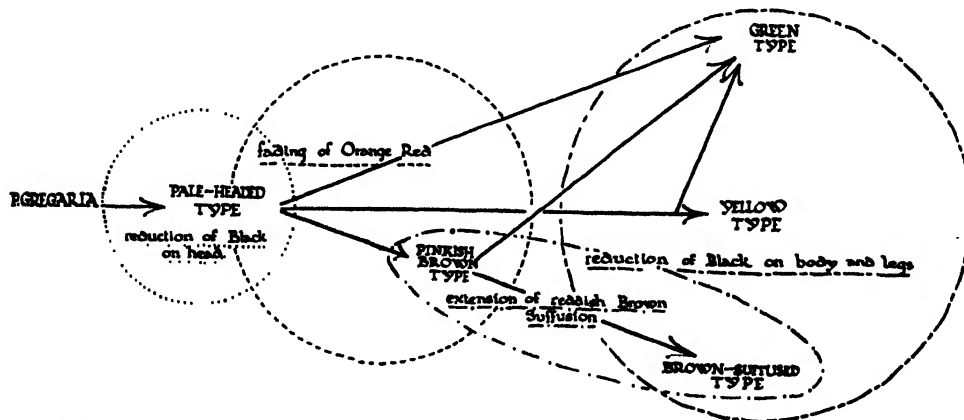 GREEN
TYPE
fading of Orange Red
P.GREGARIA
PALE-HEADED
TYPE
reduction of Black
on head.
YELLOW
TYPE
PINKISH
BROWN
TYPE
reduction of Black on body and legs
extension of reddish Brown
Suffusion
BROWN-SUFFUSED
TYPE